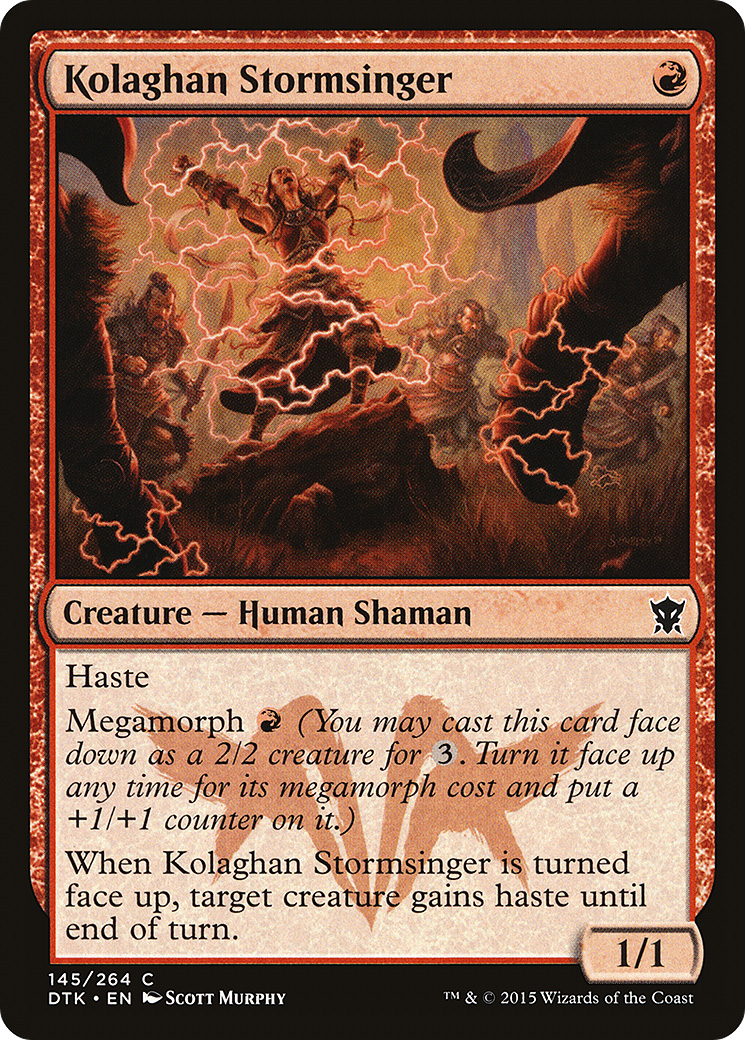 Kolaghan Stormsinger
Creature — Human Shaman
Haste
Megamorph (You may cast this card face
down as a 2/2 creature for 3. Turn it face up
any time for its megamorph cost and put a
+1/+1 counter on it.)
When Kolaghan Stormsinger is turned
face up, target creature gains haste until
end of turn.
1/1
145/264 C
DTK • EN Scott Murphy
™ & © 2015 Wizards of the Coast